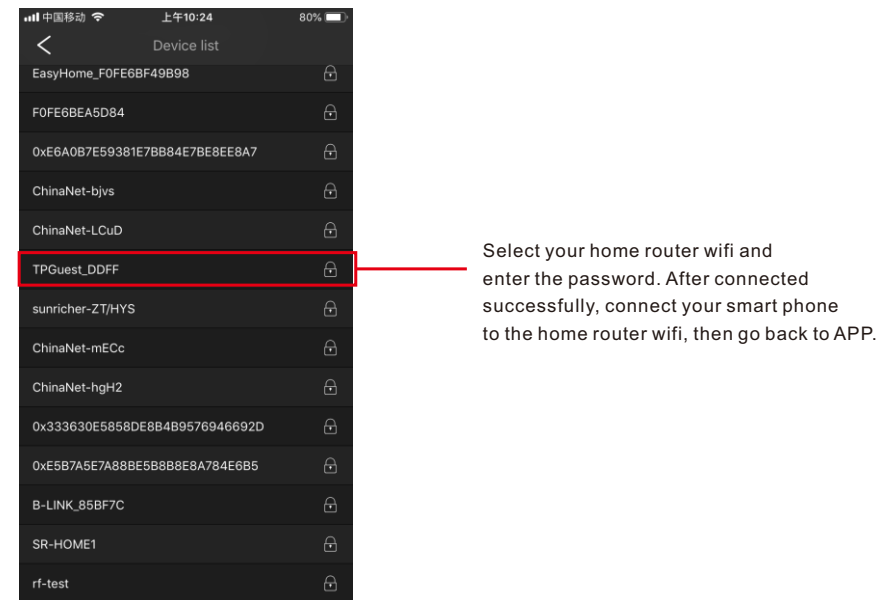 中国移动 上午10:24 80%
Device list
EasyHome_F0FE6BF49B98
F0FE6BEA5D84
0xE6A0B7E59381E7BB84E7BE8EE8A7
ChinaNet-bjvs
ChinaNet-LCuD
TPGuest_DDFF
sunricher-ZT/HYS
ChinaNet-mECc
ChinaNet-hgH2
0x333630E5858DE8B4B9576946692D
0xE5B7A5E7A88BE5B8B8E8A784E6B5
B-LINK_85BF7C
SR-HOME1
rf-test
Select your home router wifi and
enter the password. After connected
successfully, connect your smart phone
to the home router wifi, then go back to APP.